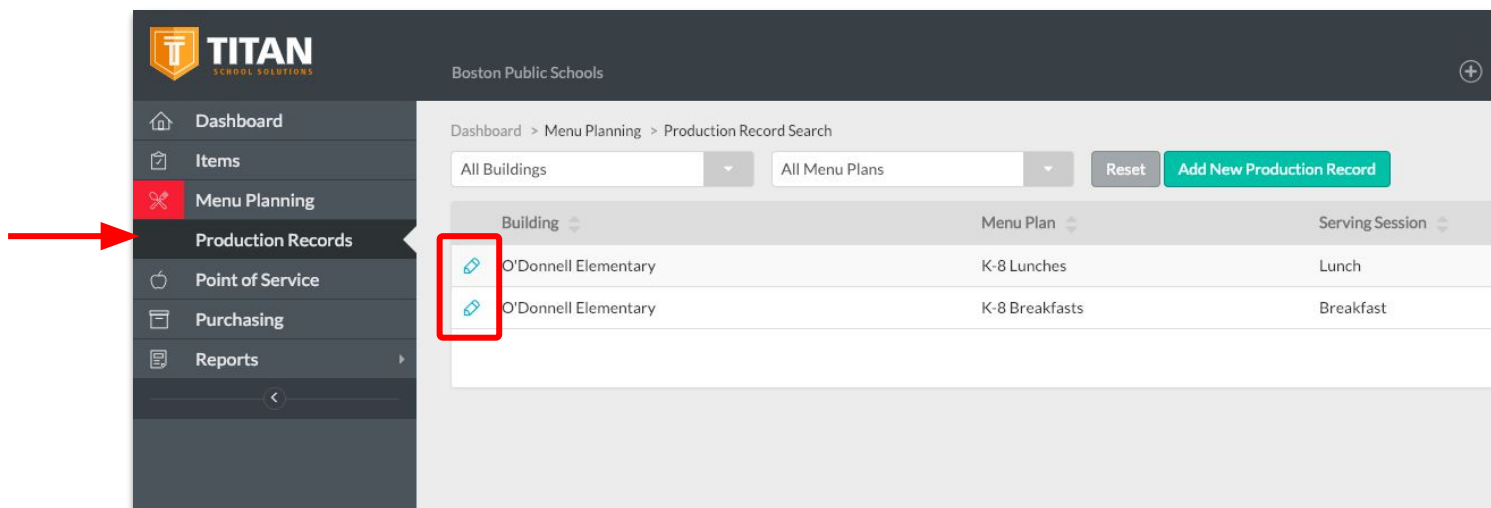 TITAN
SCHOOL SOLUTIONS
Boston Public Schools
Dashboard
Items
Menu Planning
Production Records
Point of Service
Purchasing
Reports
Dashboard > Menu Planning > Production Record Search
All Buildings All Menu Plans Reset Add New Production Record
Building Menu Plan Serving Session
O'Donnell Elementary K-8 Lunches Lunch
O'Donnell Elementary K-8 Breakfasts Breakfast